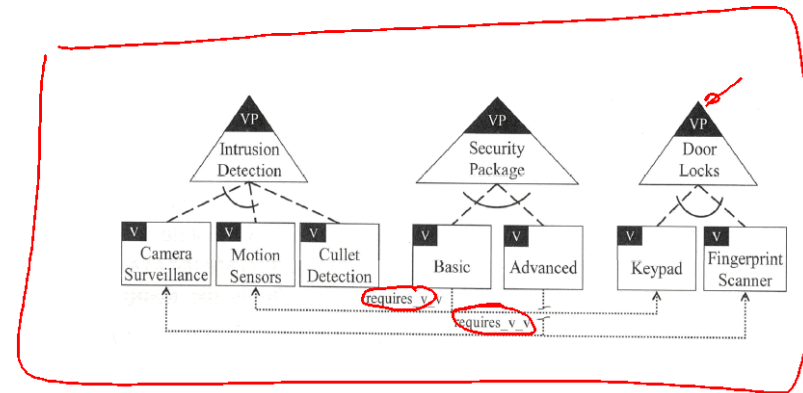 VP
VP
VP
Intrusion
Detection
Security
Package
Door
Locks
V
V
V
V
V
V
V
Camera
Surveillance
Motion
Sensors
Cullet
Detection
Basic
Advanced
Keypad
Fingerprint
Scanner
requires_v_v
requires_v_v